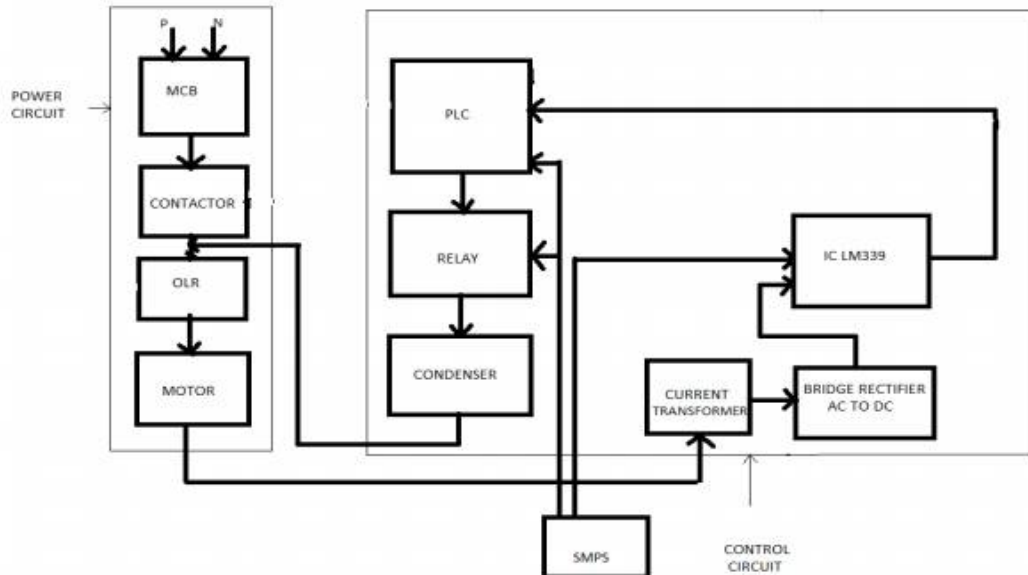 P N
MCB
POWER
CIRCUIT
CONTACTOR
OLR
MOTOR
PLC
RELAY
CONDENSER
IC LM339
CURRENT
TRANSFORMER
BRIDGE RECTIFIER
AC TO DC
SMPS
CONTROL
CIRCUIT